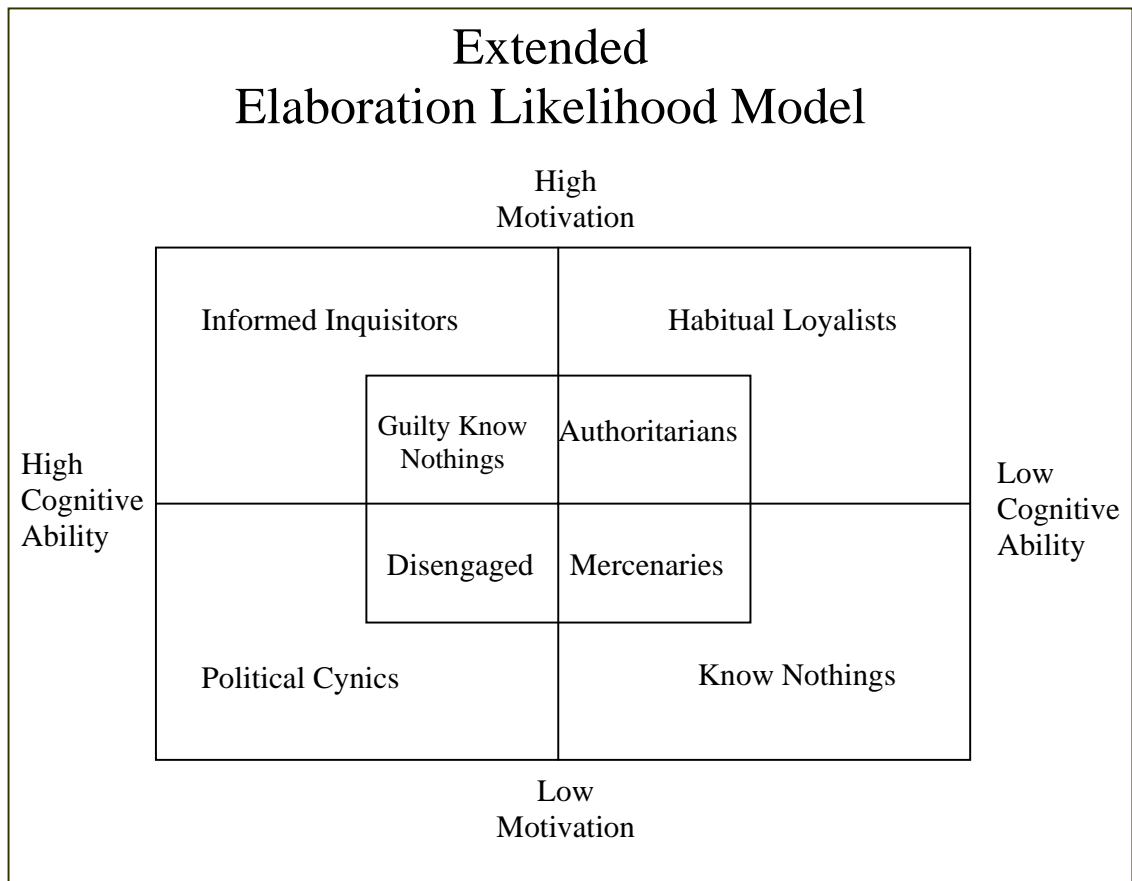 Extended
Elaboration Likelihood Model
High
Motivation
Informed Inquisitors
Habitual Loyalists
Guilty Know
Nothings
Authoritarians
High
Cognitive
Ability
Low
Cognitive
Ability
Disengaged
Mercenaries
Political Cynics
Know Nothings
Low
Motivation